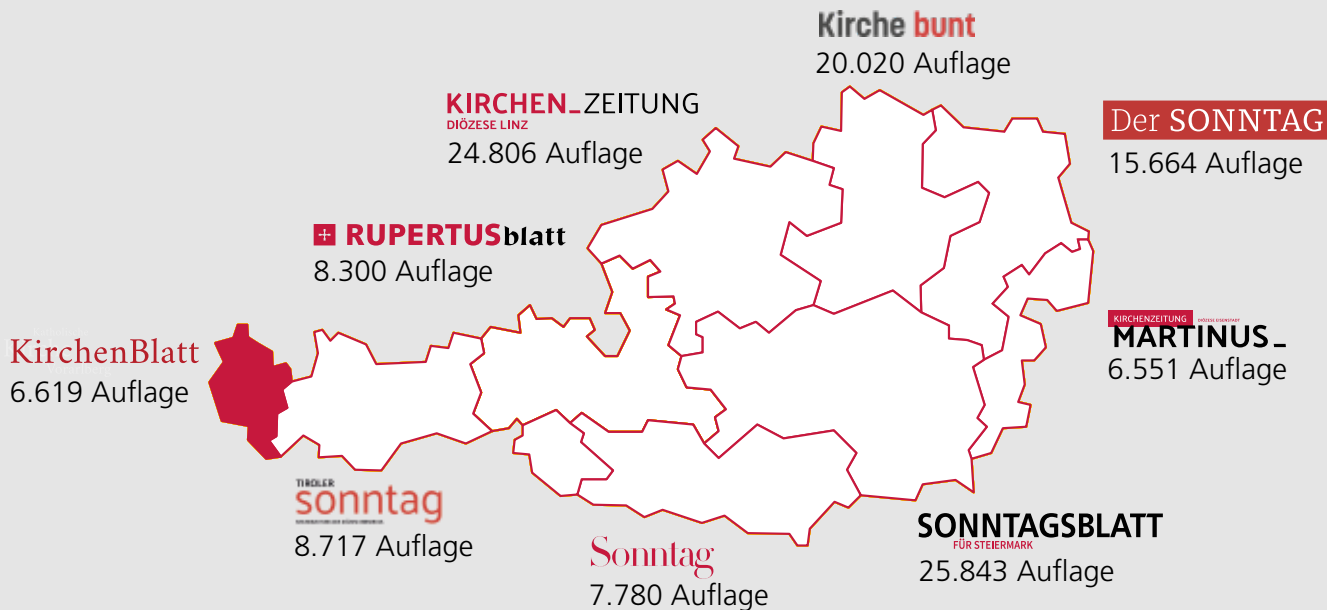 Kirche bunt
20.020 Auflage
KIRCHEN_ZEITUNG
DIÖZESE LINZ
24.806 Auflage
Der SONNTAG
15.664 Auflage
RUPERTUSblatt
8.300 Auflage
KirchenBlatt
6.619 Auflage
KIRCHENZEITUNG DIÖZESE EISENSTADT
MARTINUS_
6.551 Auflage
TIROLER
sonntag
8.717 Auflage
SONNTAGSBLATT
FÜR STEIERMARK
25.843 Auflage
Sonntag
7.780 Auflage